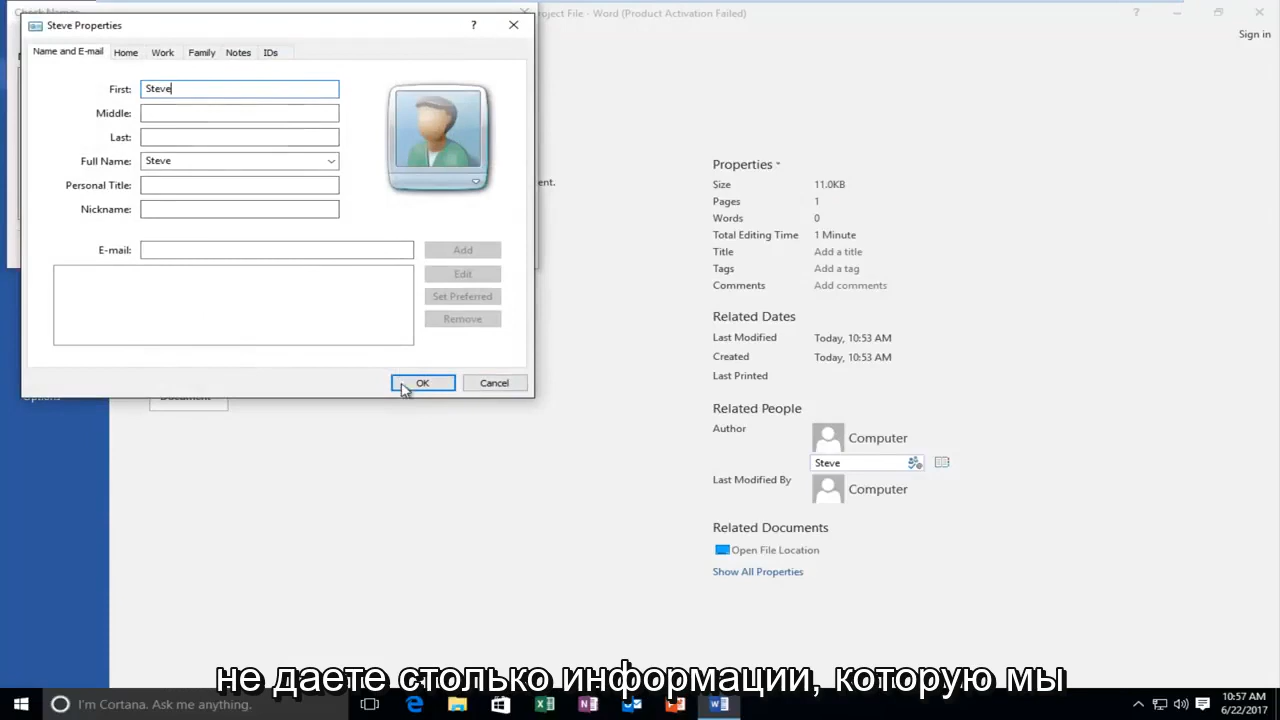 Check Names
Project File - Word (Product Activation Failed)
?
Sign in
Steve Properties
?
Name and E-mail
Home
Work
Family
Notes
IDs
First:
Steve
Middle:
Last:
Full Name:
Steve
Personal Title:
Nickname:
E-mail:
Add
Edit
Set Preferred
Remove
OK
Cancel
Options
Document
ent.
Properties
Size
11.0KB
Pages
1
Words
0
Total Editing Time
1 Minute
Title
Add a title
Tags
Add a tag
Comments
Add comments
Related Dates
Last Modified
Today, 10:53 AM
Created
Today, 10:53 AM
Last Printed
Related People
Author
Computer
Steve
Last Modified By
Computer
Related Documents
Open File Location
Show All Properties
не даете столько информации, которую мы
I'm Cortana. Ask me anything.
10:57 AM
6/22/2017